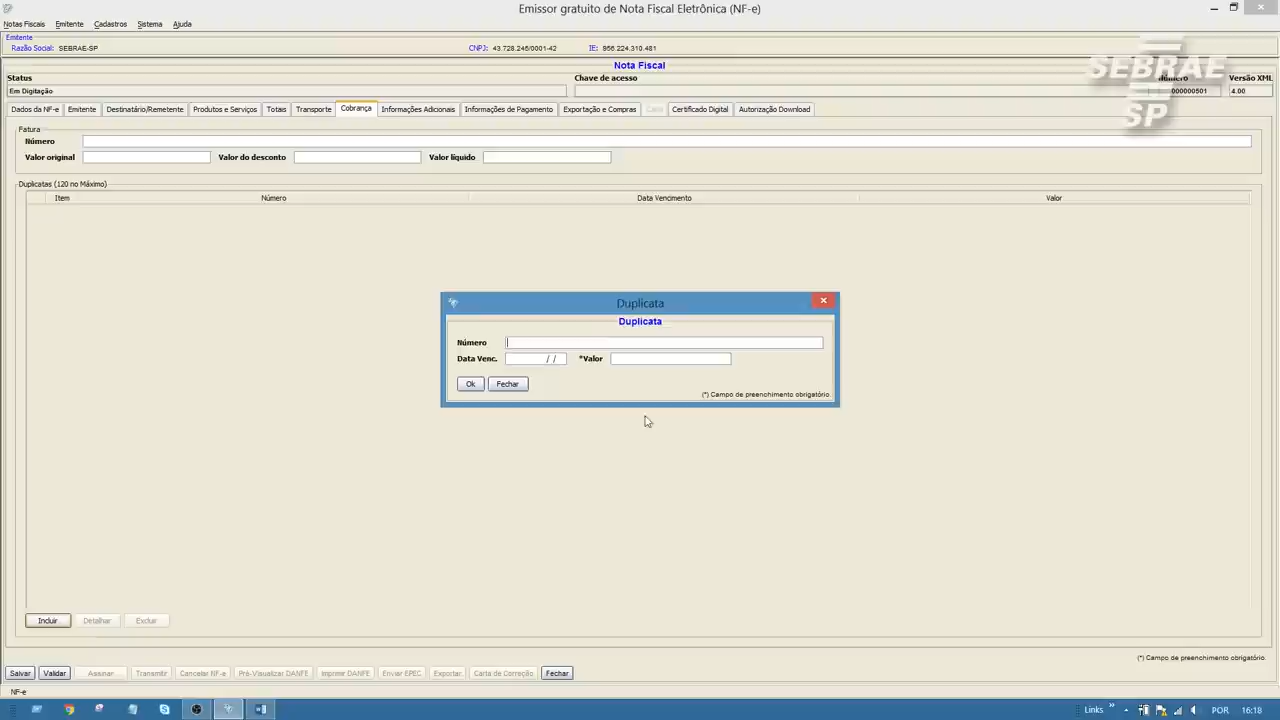 Emissor gratuito de Nota Fiscal Eletrônica (NF-e)
Notas Fiscais Emitente Cadastros Sistema Ajuda
Emitente
Razão Social: SEBRAE-SP CNPJ: 43.728.245/0001-42 IE: 956.224.310.481
Nota Fiscal
SEBRAE
SP
Status Chave de acesso Número Versão XML
Em Digitação 000000501 4.00
Dados da NF-e Emitente Destinatário/Remetente Produtos e Serviços Totais Transporte Cobrança Informações Adicionais Informações de Pagamento Exportação e Compras Certificado Digital Autorização Download
Fatura
Número
Valor original Valor do desconto Valor líquido
Duplicatas (120 no Máximo)
Item Número Data Vencimento Valor
Duplicata
Duplicata
Número
Data Venc. / / *Valor
Ok Fechar
(*) Campo de preenchimento obrigatório.
Incluir Detalhar Excluir
(*) Campo de preenchimento obrigatório.
Salvar Validar Assinar Transmitir Cancelar NF-e Pré-Visualizar DANFE Imprimir DANFE Enviar EPEC Exportar Carta de Correção Fechar
NF-e
Links » POR 16:18